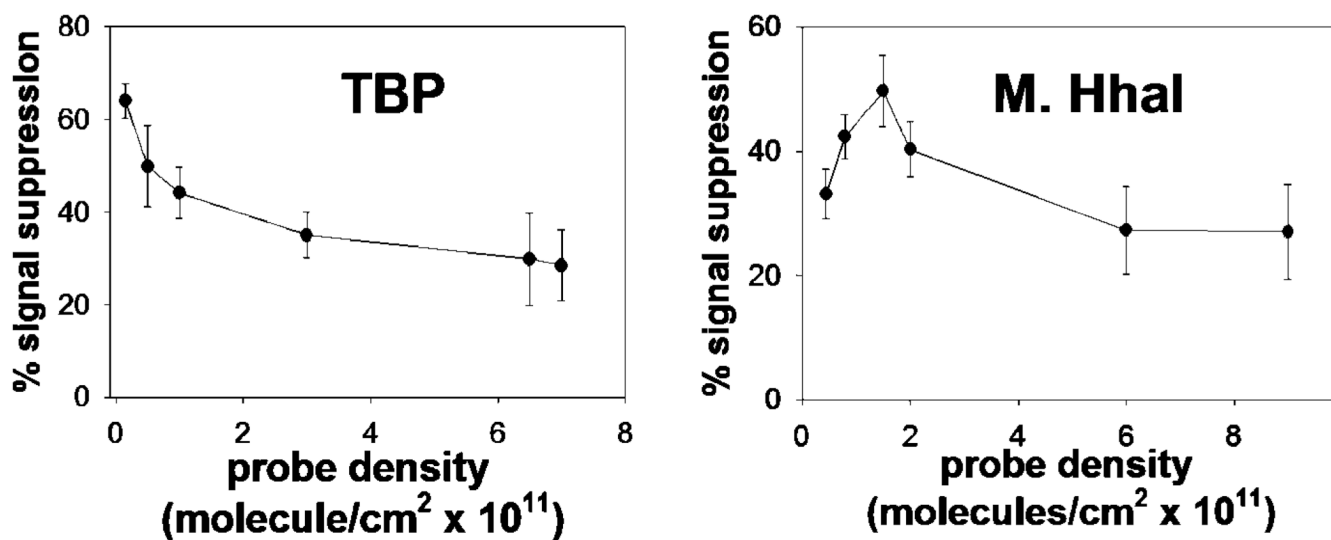 80
60
40
20
0
% signal suppression
TBP
0 2 4 6 8
probe density
(molecule/cm² x 10¹¹)
60
40
20
0
% signal suppression
M. HhaI
0 2 4 6 8
probe density
(molecules/cm² x 10¹¹)